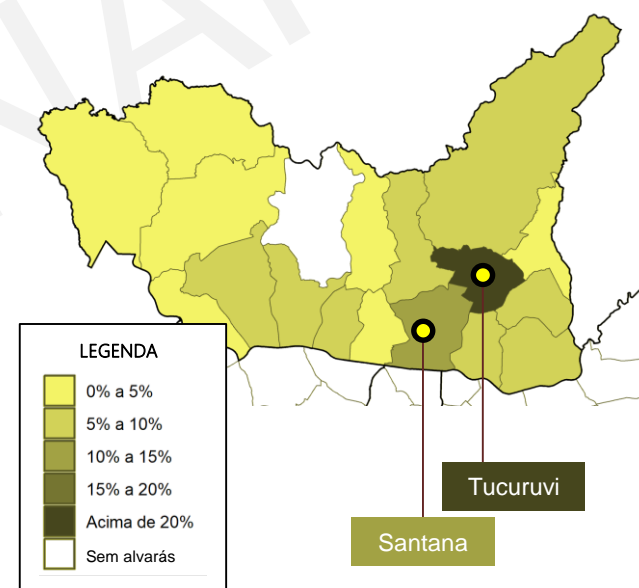 LEGENDA
0% a 5%
5% a 10%
10% a 15%
15% a 20%
Acima de 20%
Sem alvarás
Tucuruvi
Santana